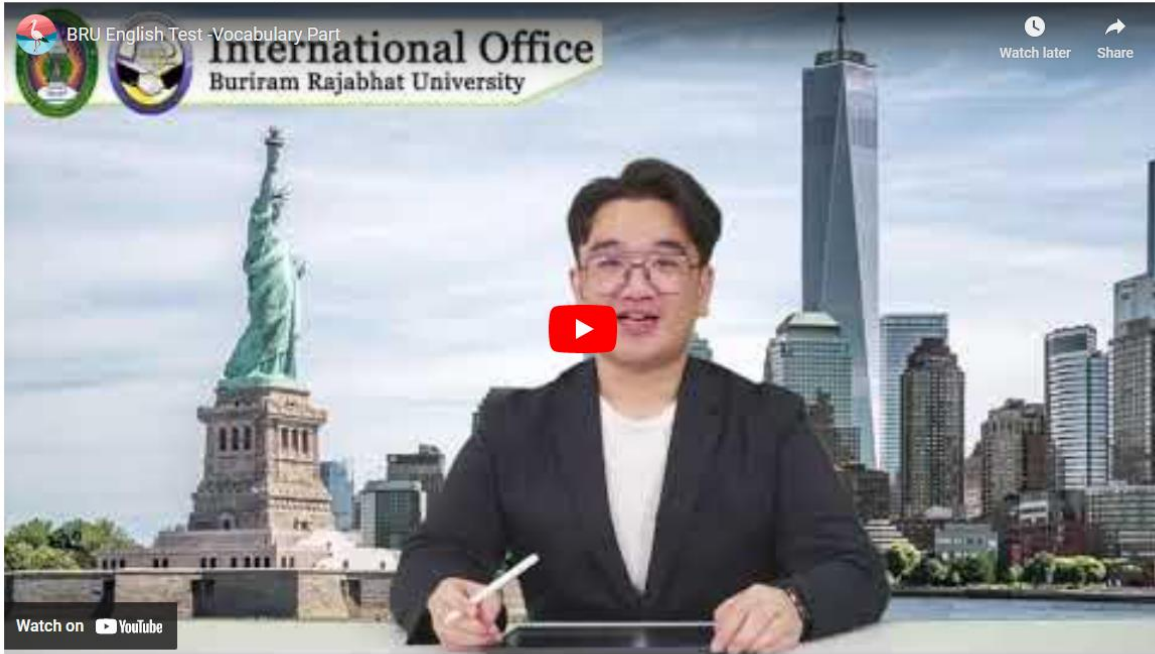 BRU English Test -Vocabulary Part
International Office
Buriram Rajabhat University
Watch later
Share
Watch on YouTube